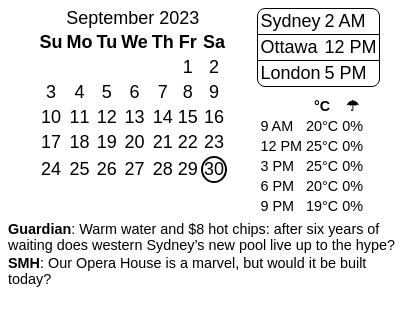 September 2023
Su Mo Tu We Th Fr Sa
1 2
3 4 5 6 7 8 9
10 11 12 13 14 15 16
17 18 19 20 21 22 23
24 25 26 27 28 29 30
Sydney 2 AM
Ottawa 12 PM
London 5 PM
°C ☂
9 AM 20°C 0%
12 PM 25°C 0%
3 PM 25°C 0%
6 PM 20°C 0%
9 PM 19°C 0%
Guardian: Warm water and $8 hot chips: after six years of
waiting does western Sydney’s new pool live up to the hype?
SMH: Our Opera House is a marvel, but would it be built
today?